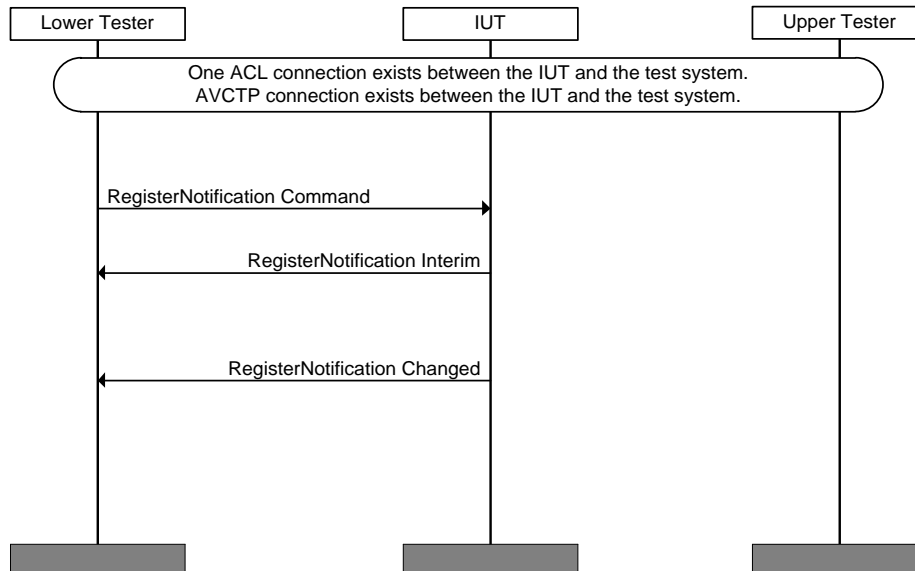 Lower Tester
IUT
Upper Tester
One ACL connection exists between the IUT and the test system.
AVCTP connection exists between the IUT and the test system.
RegisterNotification Command
RegisterNotification Interim
RegisterNotification Changed